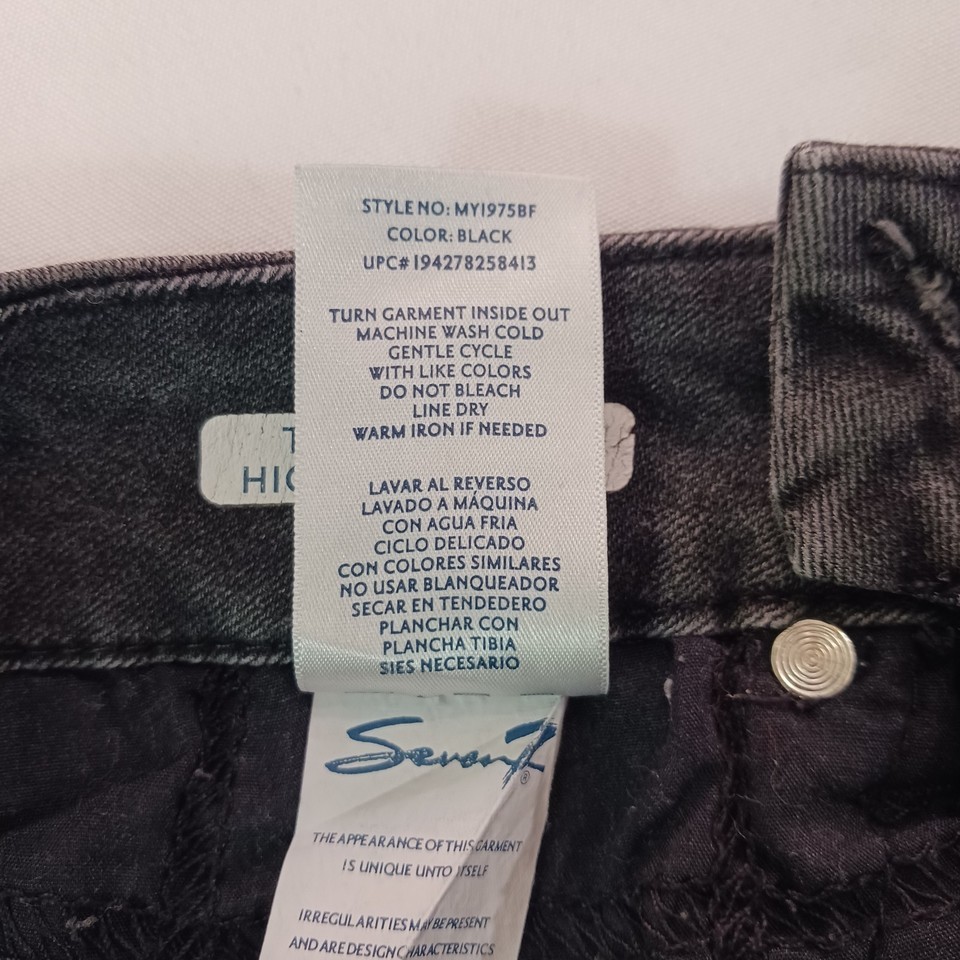 STYLE NO: MY1975BF
COLOR: BLACK
UPC# 194278258413
TURN GARMENT INSIDE OUT
MACHINE WASH COLD
GENTLE CYCLE
WITH LIKE COLORS
DO NOT BLEACH
LINE DRY
WARM IRON IF NEEDED
LAVAR AL REVERSO
LAVADO A MÁQUINA
CON AGUA FRIA
CICLO DELICADO
CON COLORES SIMILARES
NO USAR BLANQUEADOR
SECAR EN TENDEDERO
PLANCHAR CON
PLANCHA TIBIA
SIES NECESARIO
Seven7
®
THE APPEARANCE OF THIS GARMENT
IS UNIQUE UNTO ITSELF
IRREGULARITIES MAY BE PRESENT
AND ARE DESIGN CHARACTERISTICS